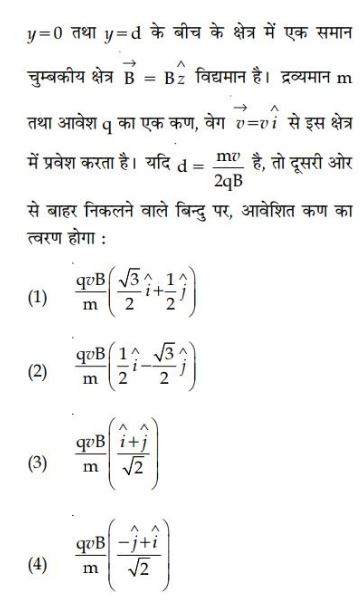 y=0 तथा y=d के बीच के क्षेत्र में एक समान
चुम्बकीय क्षेत्र $\overrightarrow{B} = B\hat{z}$ विद्यमान है। द्रव्यमान m
तथा आवेश q का एक कण, वेग $\overrightarrow{v}=v\hat{i}$ से इस क्षेत्र
में प्रवेश करता है। यदि $d = \frac{mv}{2qB}$ है, तो दूसरी ओर
से बाहर निकलने वाले बिन्दु पर, आवेशित कण का
त्वरण होगा :
(1) $\frac{qvB}{m}\left(\frac{\sqrt{3}}{2}\hat{i}+\frac{1}{2}\hat{j}\right)$
(2) $\frac{qvB}{m}\left(\frac{1}{2}\hat{i}-\frac{\sqrt{3}}{2}\hat{j}\right)$
(3) $\frac{qvB}{m}\left(\frac{\hat{i}+\hat{j}}{\sqrt{2}}\right)$
(4) $\frac{qvB}{m}\left(\frac{-\hat{j}+\hat{i}}{\sqrt{2}}\right)$